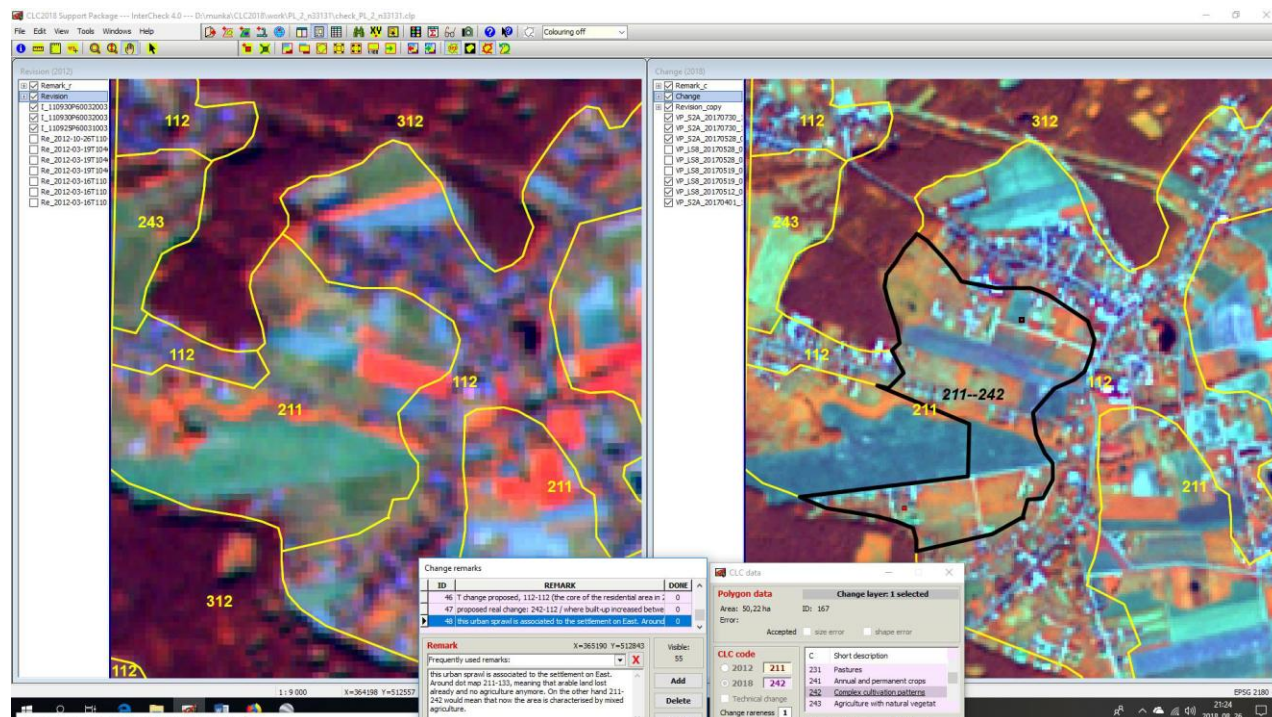 CLC2018 Support Package --- InterCheck 4.0 --- D:\munka\CLC2018\work\PL_2_n33131\check_PL_2_n33131.clp
File Edit View Tools Windows Help
Colouring off
Revision (2012)
Remark_r
Revision
I_110930P60032003
I_110930P60032003
I_110925P60031003
Re_2012-10-26T110
Re_2012-03-19T104
Re_2012-03-19T104
Re_2012-03-16T110
Re_2012-03-16T110
Re_2012-03-16T110
112
312
243
112
112
211
211
312
112
Change (2018)
Remark_c
Change
Revision_copy
VP_S2A_20170730_
VP_S2A_20170730_
VP_S2A_20170528_0
VP_LS8_20170528_0
VP_LS8_20170528_0
VP_LS8_20170519_0
VP_LS8_20170519_0
VP_LS8_20170512_0
VP_S2A_20170401_
112
312
243
112
112
211--242
211
211
Change remarks
ID REMARK DONE
46 T change proposed, 112-112 (the core of the residential area in 2 0
47 proposed real change: 242-112 / where built-up increased betwe 0
48 this urban sprawl is associated to the settlement on East. Around 0
Remark X=365190 Y=512843
Frequently used remarks:
X
this urban sprawl is associated to the settlement on East.
Around dot map 211-133, meaning that arable land lost
already and no agriculture anymore. On the other hand 211-
242 would mean that now the area is characterised by mixed
agriculture.
Visible:
55
Add
Delete
CLC data
Polygon data Change layer: 1 selected
Area: 50,22 ha ID: 167
Error:
Accepted size error shape error
CLC code
2012 211
2018 242
Technical change
Change rareness 1
C Short description
231 Pastures
241 Annual and permanent crops
242 Complex cultivation patterns
243 Agriculture with natural vegetat
1 : 9 000 X=364198 Y=512557
EPSG 2180
21:24
2018. 08. 26.